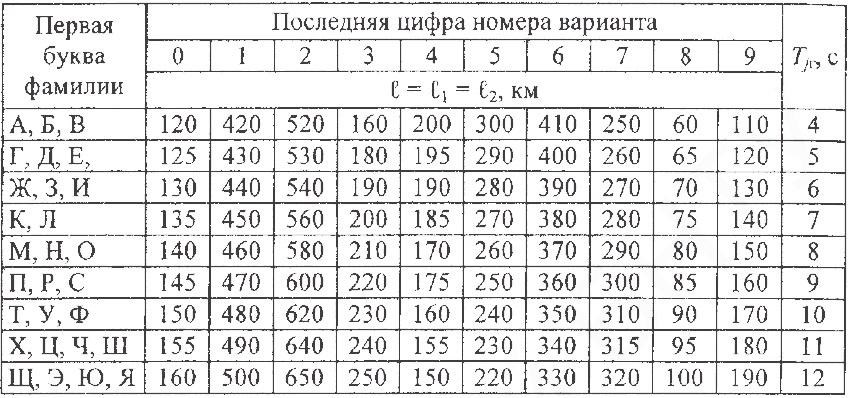 Первая буква фамилии | Последняя цифра номера варианта | Tдг, с
0 | 1 | 2 | 3 | 4 | 5 | 6 | 7 | 8 | 9
ℓ = ℓ₁ = ℓ₂, км
А, Б, В | 120 | 420 | 520 | 160 | 200 | 300 | 410 | 250 | 60 | 110 | 4
Г, Д, Е, | 125 | 430 | 530 | 180 | 195 | 290 | 400 | 260 | 65 | 120 | 5
Ж, З, И | 130 | 440 | 540 | 190 | 190 | 280 | 390 | 270 | 70 | 130 | 6
К, Л | 135 | 450 | 560 | 200 | 185 | 270 | 380 | 280 | 75 | 140 | 7
М, Н, О | 140 | 460 | 580 | 210 | 170 | 260 | 370 | 290 | 80 | 150 | 8
П, Р, С | 145 | 470 | 600 | 220 | 175 | 250 | 360 | 300 | 85 | 160 | 9
Т, У, Ф | 150 | 480 | 620 | 230 | 160 | 240 | 350 | 310 | 90 | 170 | 10
Х, Ц, Ч, Ш | 155 | 490 | 640 | 240 | 155 | 230 | 340 | 315 | 95 | 180 | 11
Щ, Э, Ю, Я | 160 | 500 | 650 | 250 | 150 | 220 | 330 | 320 | 100 | 190 | 12